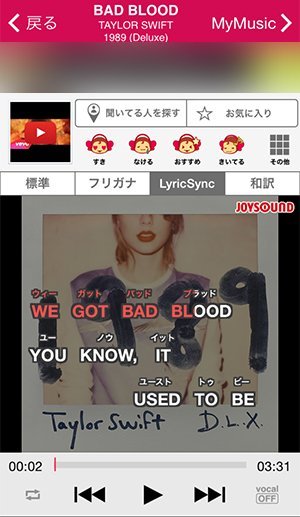 BAD BLOOD
戻る
TAYLOR SWIFT
MyMusic
1989 (Deluxe)
聞いてる人を探す
お気に入り
vevo
すき
なける
おすすめ
きいてる
その他
標準
フリガナ
LyricSync
和訳
JOYSOUND
1989
ウィー ガット バッド ブラッド
WE GOT BAD BLOOD
ユー ノウ イット
YOU KNOW, IT
ユースト トゥ ビー
USED TO BE
Taylor Swift D.L.X.
00:02
03:31
vocal
OFF